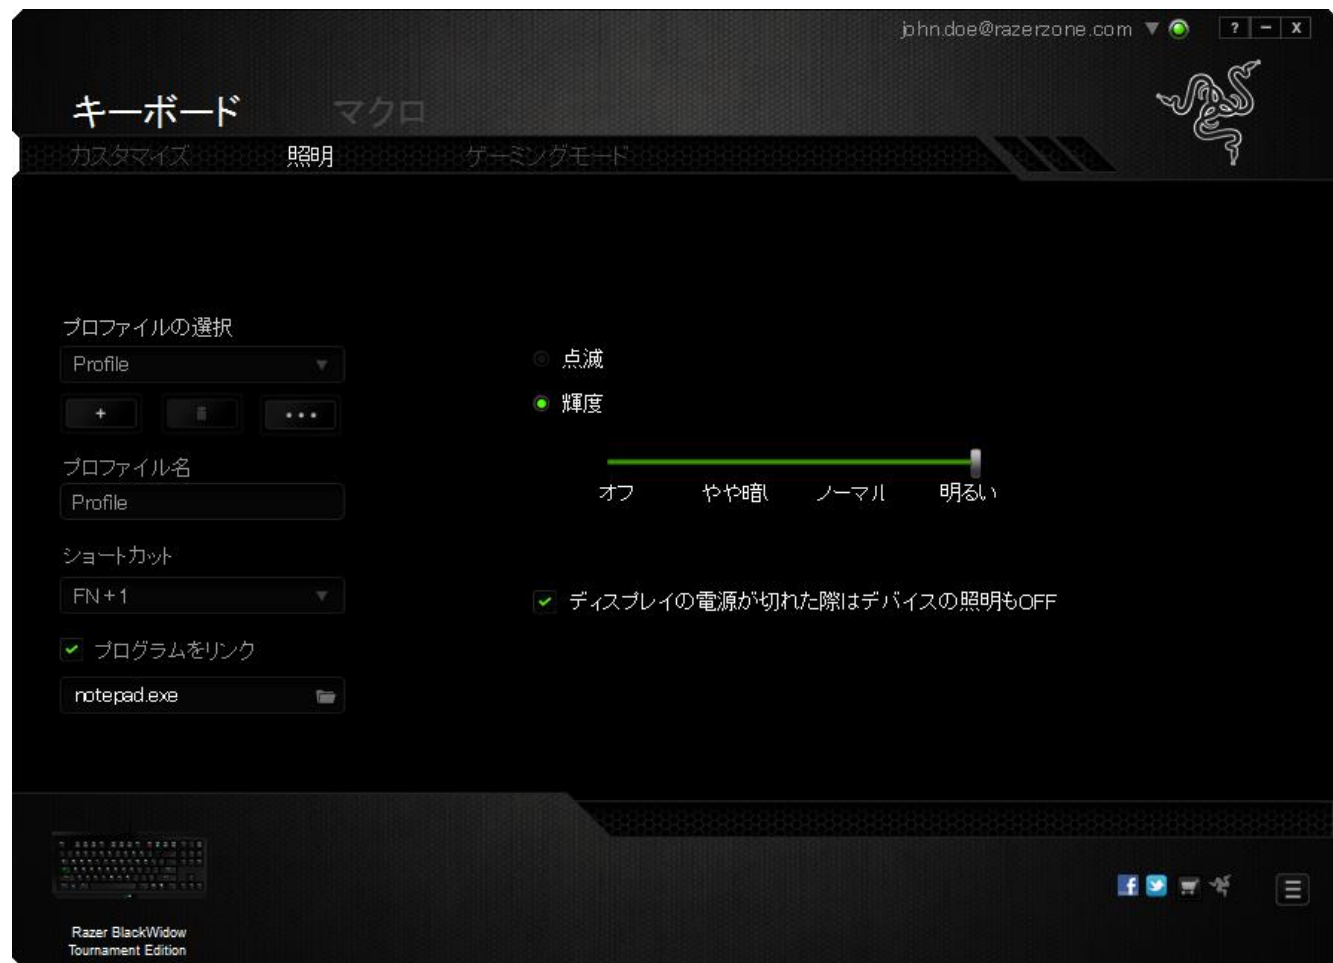 john.doe@razerzone.com
? – X
キーボード マクロ
カスタマイズ 照明 ゲーミングモード
プロファイルの選択
Profile
プロファイル名
Profile
ショートカット
FN + 1
プログラムをリンク
notepad.exe
点滅
輝度
オフ やや暗い ノーマル 明るい
ディスプレイの電源が切れた際はデバイスの照明もOFF
Razer BlackWidow
Tournament Edition